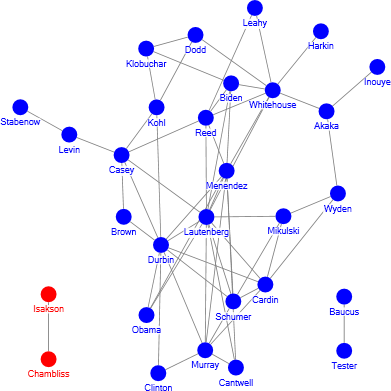 Leahy
Dodd
Harkin
Klobuchar
Inouye
Biden
Whitehouse
Stabenow
Kohl
Reed
Akaka
Levin
Casey
Menendez
Wyden
Brown
Lautenberg
Mikulski
Durbin
Cardin
Isakson
Schumer
Baucus
Obama
Murray
Tester
Chambliss
Cantwell
Clinton